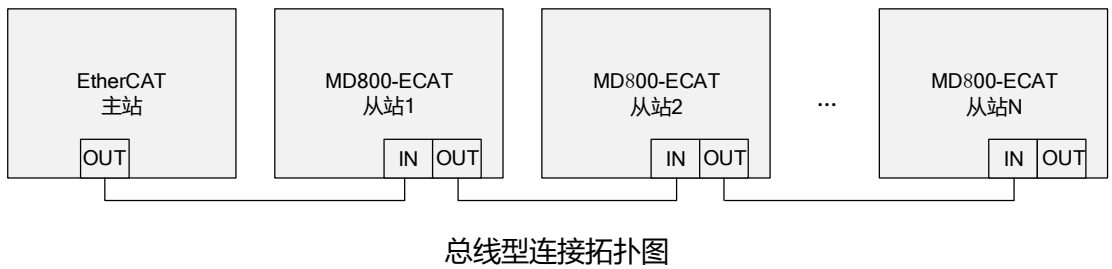 EtherCAT
主站
OUT
MD800-ECAT
从站1
IN OUT
MD800-ECAT
从站2
IN OUT
...
MD800-ECAT
从站N
IN OUT
总线型连接拓扑图